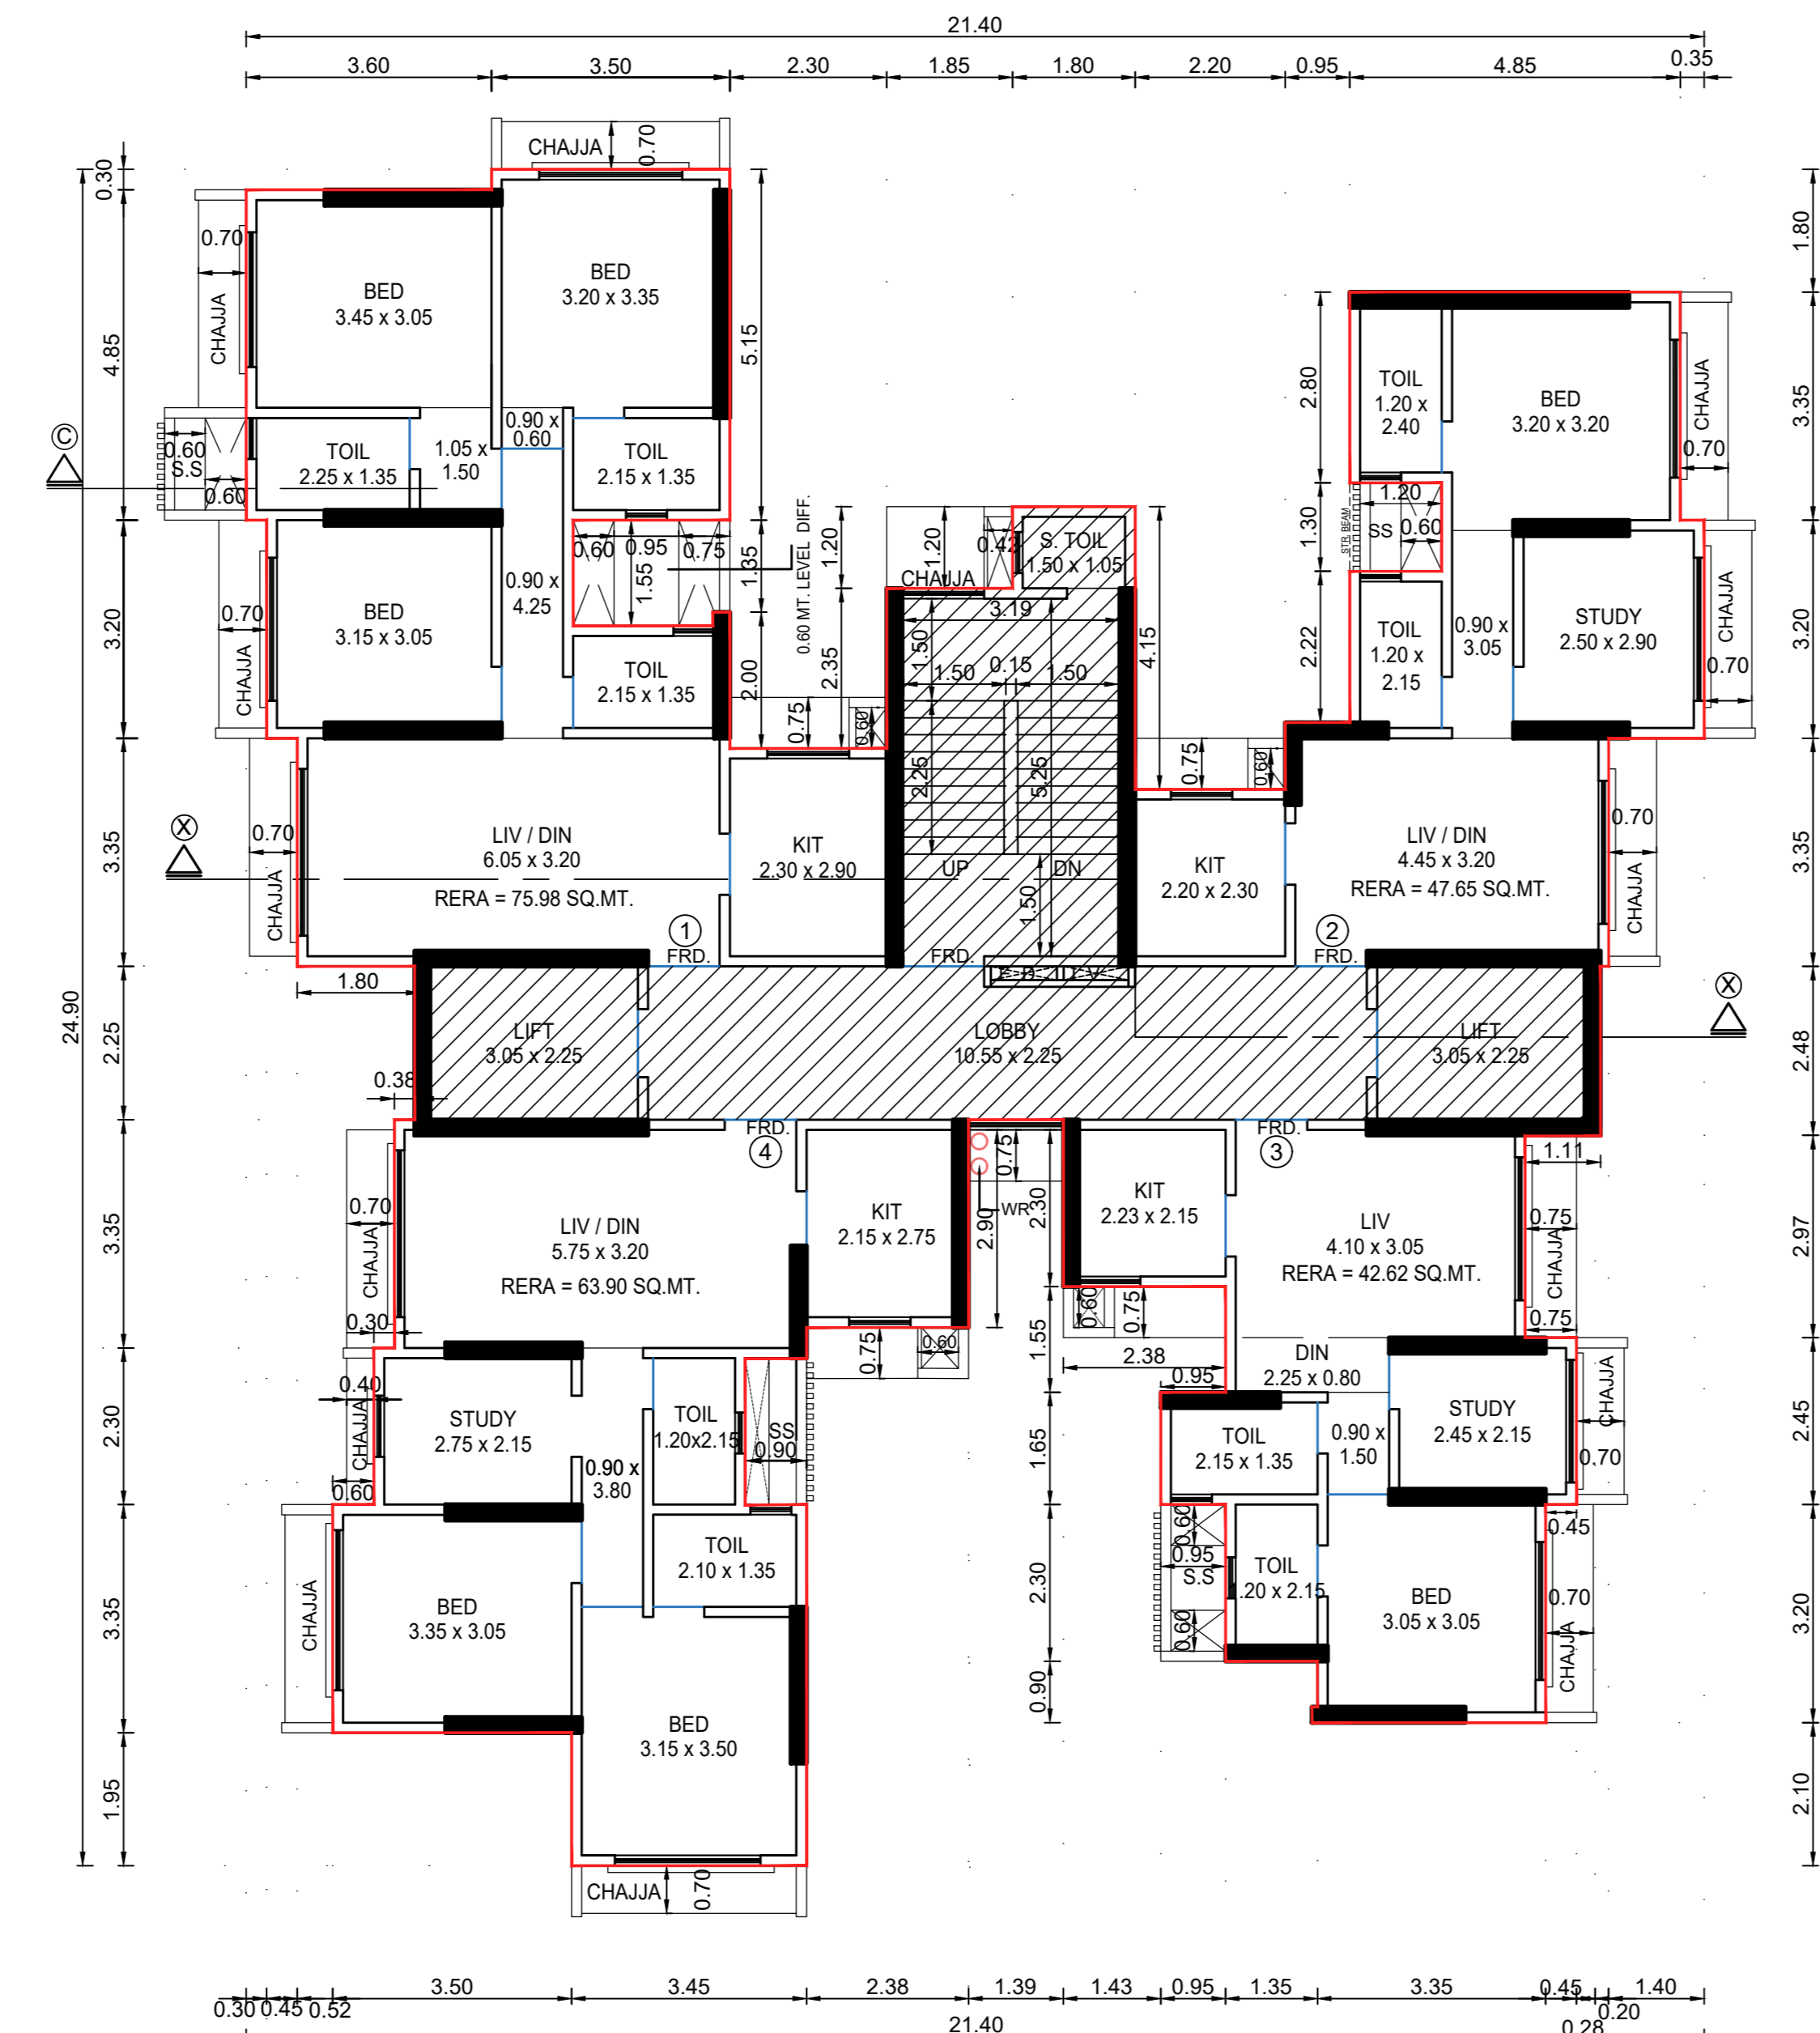 21.40
3.60
3.50
2.30
1.85
1.80
2.20
0.95
4.85
0.35
CHAJJA
0.70
0.30
4.85
3.20
3.35
2.25
3.35
2.30
3.35
1.95
24.90
1.80
3.35
3.20
3.35
2.48
2.97
2.45
3.20
2.10
0.70
CHAJJA
BED
3.45 x 3.05
BED
3.20 x 3.35
5.15
C
0.60
S.S
0.60
TOIL
2.25 x 1.35
1.05 x
1.50
0.90 x
0.60
TOIL
2.15 x 1.35
0.60 MT. LEVEL DIFF.
0.60
0.95
0.75
1.55
1.35
0.70
CHAJJA
BED
3.15 x 3.05
0.90 x
4.25
TOIL
2.15 x 1.35
2.00
2.35
1.20
1.20
0.42
S. TOIL
1.50 x 1.05
CHAJJA
3.19
1.50
1.50
0.15
1.50
2.25
5.25
4.15
UP
DN
1.50
0.75
0.60
0.75
0.60
2.80
1.30
2.22
TOIL
1.20 x
2.40
BED
3.20 x 3.20
CHAJJA
0.70
STR. BEAM
1.20
SS
0.60
TOIL
1.20 x
2.15
0.90 x
3.05
STUDY
2.50 x 2.90
CHAJJA
0.70
X
0.70
CHAJJA
LIV / DIN
6.05 x 3.20
RERA = 75.98 SQ.MT.
KIT
2.30 x 2.90
1
FRD.
FRD.
KIT
2.20 x 2.30
LIV / DIN
4.45 x 3.20
RERA = 47.65 SQ.MT.
2
FRD.
0.70
CHAJJA
X
1.80
LIFT
3.05 x 2.25
LOBBY
10.55 x 2.25
LIFT
3.05 x 2.25
0.38
FRD.
4
FRD.
3
1.11
0.70
CHAJJA
LIV / DIN
5.75 x 3.20
RERA = 63.90 SQ.MT.
KIT
2.15 x 2.75
0.75
2.90
WR
2.30
KIT
2.23 x 2.15
LIV
4.10 x 3.05
RERA = 42.62 SQ.MT.
0.75
CHAJJA
0.75
0.30
0.75
0.60
0.60
0.75
1.55
2.38
0.95
DIN
2.25 x 0.80
0.40
CHAJJA
0.60
STUDY
2.75 x 2.15
TOIL
1.20x2.15
SS
0.90
0.90 x
3.80
1.65
TOIL
2.15 x 1.35
0.90 x
1.50
STUDY
2.45 x 2.15
CHAJJA
0.70
0.45
TOIL
2.10 x 1.35
CHAJJA
BED
3.35 x 3.05
BED
3.15 x 3.50
2.30
0.90
0.60
0.95
S.S
0.60
TOIL
1.20 x 2.15
BED
3.05 x 3.05
0.70
CHAJJA
CHAJJA
0.70
3.50
3.45
2.38
1.39
1.43
0.95
1.35
3.35
0.45
1.40
0.30
0.45
0.52
0.20
0.28
21.40